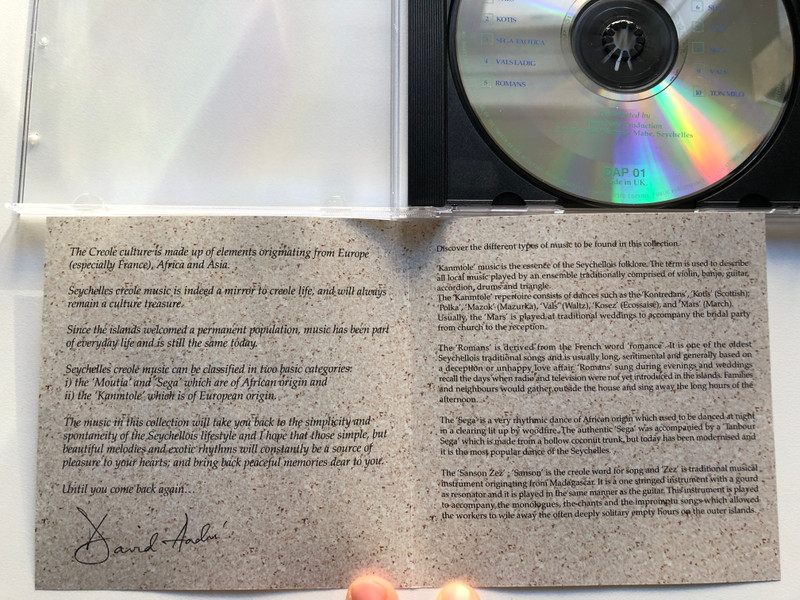 2 KOTIS
3 SEGA EXOTICA
4 VALS LADIG
5 ROMANS
6
10 TON MILO
Mahe, Seychelles
DAP 01
in UK
The Creole culture is made up of elements originating from Europe
(especially France), Africa and Asia.
Seychelles creole music is indeed a mirror to creole life, and will always
remain a culture treasure.
Since the islands welcomed a permanent population, music has been part
of everyday life and is still the same today.
Seychelles creole music can be classified in two basic categories:
i) the 'Moutia' and 'Sega' which are of African origin and
ii) the 'Kanmtole' which is of European origin.
The music in this collection will take you back to the simplicity and
spontaneity of the Seychellois lifestyle and I hope that those simple, but
beautiful melodies and exotic rhythms will constantly be a source of
pleasure to your hearts; and bring back peaceful memories dear to you.
Until you come back again...
David
Discover the different types of music to be found in this collection.
'Kanmtole' music is the essence of the Seychellois folklore. The term is used to describe
all local music played by an ensemble traditionally comprised of violin, banjo, guitar,
accordion, drums and triangle.
The 'Kanmtole' repertoire consists of dances such as the 'Kontredans', 'Kotis' (Scottish);
'Polka', 'Mazok' (Mazurka), 'Vals' (Waltz), 'Kosez' (Ecossaise), and 'Mars' (March).
Usually, the 'Mars' is played at traditional weddings to accompany the bridal party
from church to the reception.
The 'Romans' is derived from the French word 'romance'. It is one of the oldest
Seychellois traditional songs and is usually long, sentimental and generally based on
a deception or unhappy love affair. 'Romans' sung during evenings and weddings
recall the days when radio and television were not yet introduced in the islands. Families
and neighbours would gather outside the house and sing away the long hours of the
afternoon...
The 'Sega' is a very rhythmic dance of African origin which used to be danced at night
in a clearing lit up by woodfire. The authentic 'Sega' was accompanied by a 'Tanbour
Sega' which is made from a hollow coconut trunk, but today has been modernised and
it is the most popular dance of the Seychelles.
The 'Sanson Zez' ; 'Sanson' is the creole word for song and 'Zez' is traditional musical
instrument originating from Madagascar. It is a one stringed instrument with a gourd
as resonator and it is played in the same manner as the guitar. This instrument is played
to accompany the monologues, the chants and the impromptu songs which allowed
the workers to wile away the often deeply solitary empty hours on the outer islands.